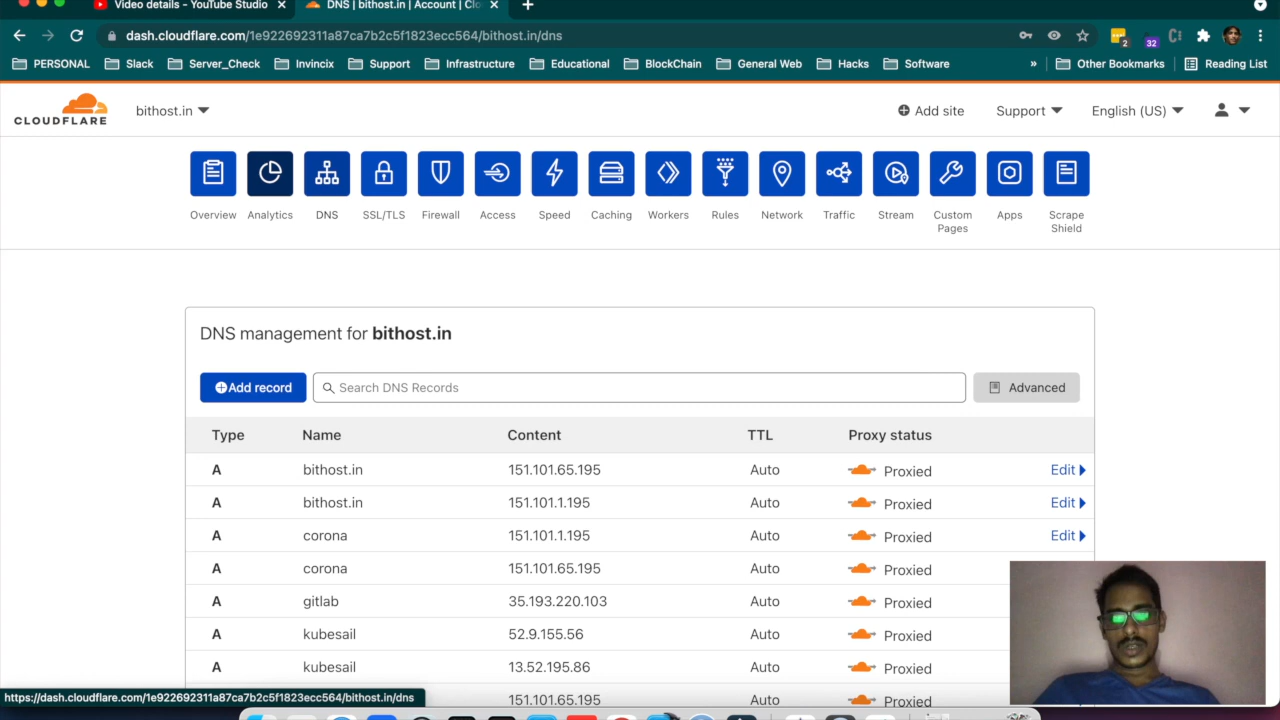 Video details - YouTube Studio
DNS | bithost.in | Account | Clo
dash.cloudflare.com/1e922692311a87ca7b2c5f1823ecc564/bithost.in/dns
2
32
PERSONAL
Slack
Server_Check
Invincix
Support
Infrastructure
Educational
BlockChain
General Web
Hacks
Software
»
Other Bookmarks
Reading List
CLOUDFLARE
bithost.in
Add site
Support
English (US)
Overview
Analytics
DNS
SSL/TLS
Firewall
Access
Speed
Caching
Workers
Rules
Network
Traffic
Stream
Custom
Pages
Apps
Scrape
Shield
DNS management for bithost.in
Add record
Search DNS Records
Advanced
Type Name Content TTL Proxy status
A bithost.in 151.101.65.195 Auto Proxied Edit
A bithost.in 151.101.1.195 Auto Proxied Edit
A corona 151.101.1.195 Auto Proxied Edit
A corona 151.101.65.195 Auto Proxied
A gitlab 35.193.220.103 Auto Proxied
A kubesail 52.9.155.56 Auto Proxied
A kubesail 13.52.195.86 Auto Proxied
151.101.65.195 Auto Proxied
https://dash.cloudflare.com/1e922692311a87ca7b2c5f1823ecc564/bithost.in/dns